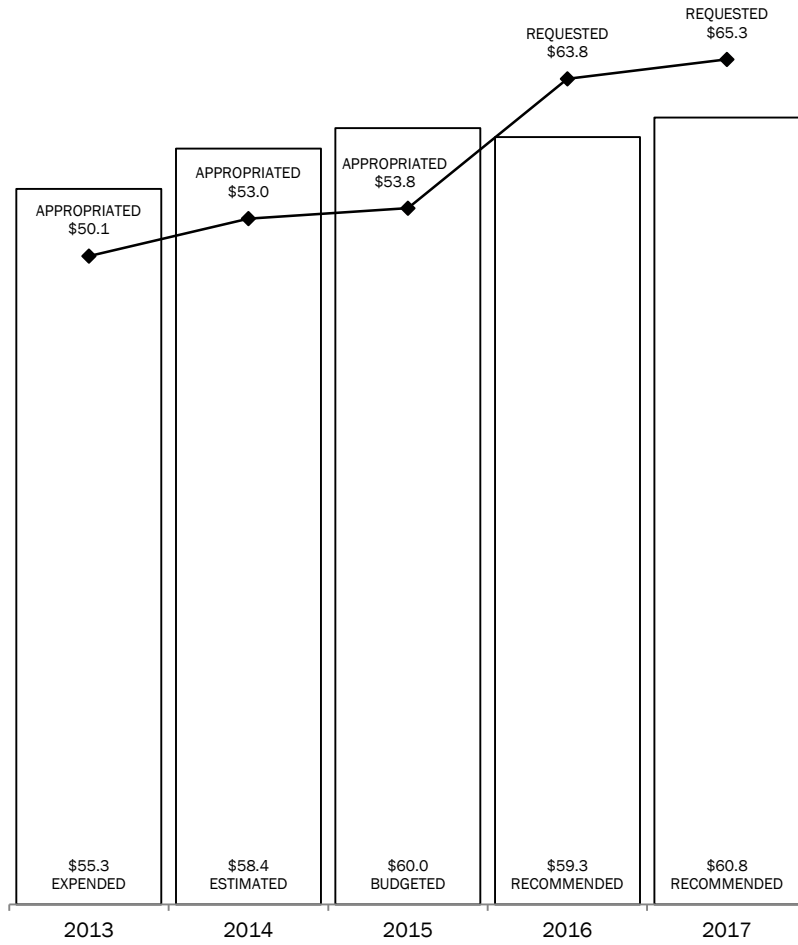 REQUESTED
$65.3
REQUESTED
$63.8
APPROPRIATED
$53.8
APPROPRIATED
$53.0
APPROPRIATED
$50.1
$55.3
EXPENDED
$58.4
ESTIMATED
$60.0
BUDGETED
$59.3
RECOMMENDED
$60.8
RECOMMENDED
2013
2014
2015
2016
2017